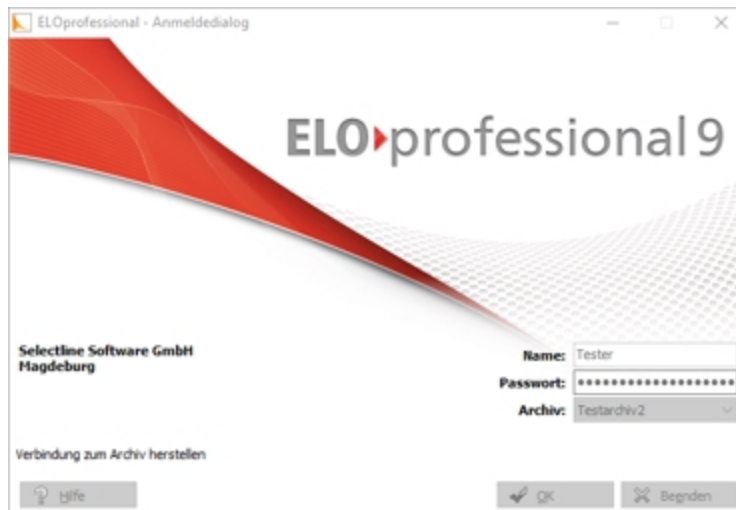 ELOprofessional - Anmeldedialog
ELO professional 9
Selectline Software GmbH
Magdeburg
Name: Tester
Passwort: •••••••••••••••••••
Archiv: Testarchiv2
Verbindung zum Archiv herstellen
Hilfe
OK
Beenden